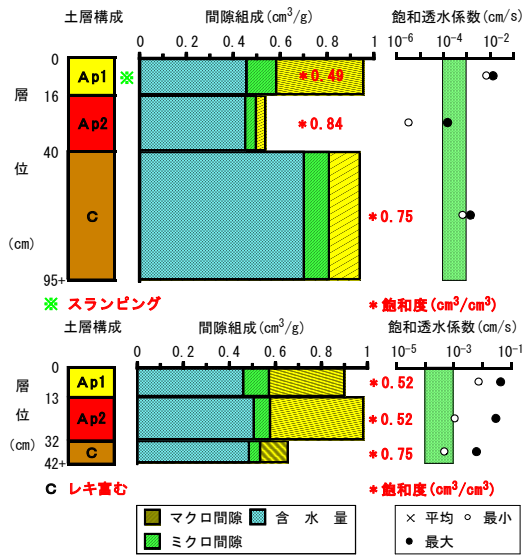 土層構成 間隙組成(cm³/g) 飽和透水係数(cm/s)
0 0.2 0.4 0.6 0.8 1 10⁻⁶ 10⁻⁴ 10⁻²
0
Ap1 ※ *0.49
16
層
Ap2 *0.84
40
位
C *0.75
(cm)
95+
※ スランピング *飽和度(cm³/cm³)
土層構成 間隙組成(cm³/g) 飽和透水係数(cm/s)
0 0.2 0.4 0.6 0.8 1 10⁻⁵ 10⁻³ 10⁻¹
0
層 Ap1 *0.52
13
位 Ap2 *0.52
(cm) 32
C *0.75
42+
C レキ富む *飽和度(cm³/cm³)
マクロ間隙 含水量 × 平均 ○ 最小
ミクロ間隙 ● 最大